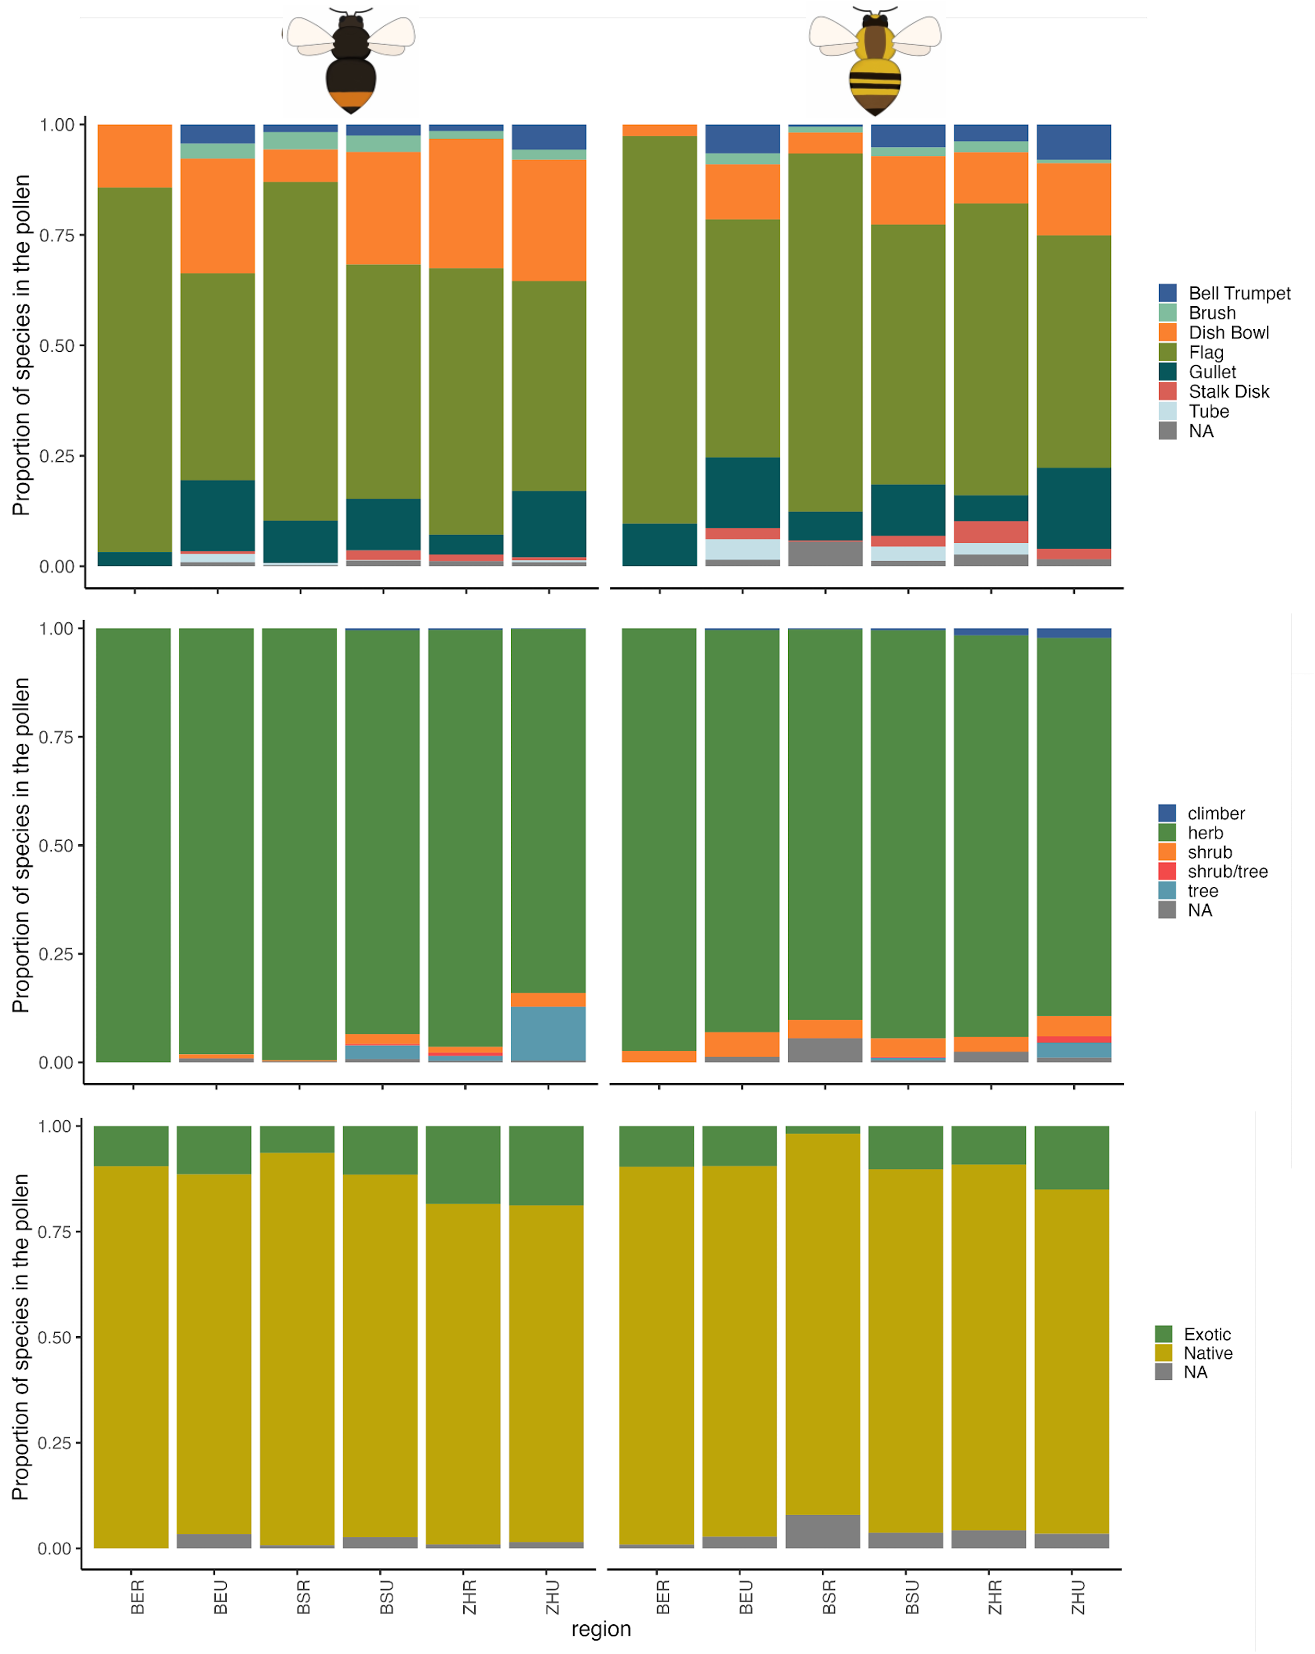 Proportion of species in the pollen
1.00
0.75
0.50
0.25
0.00
Bell Trumpet
Brush
Dish Bowl
Flag
Gullet
Stalk Disk
Tube
NA
Proportion of species in the pollen
1.00
0.75
0.50
0.25
0.00
climber
herb
shrub
shrub/tree
tree
NA
Proportion of species in the pollen
1.00
0.75
0.50
0.25
0.00
Exotic
Native
NA
BER BEU BSR BSU ZHR ZHU BER BEU BSR BSU ZHR ZHU
region